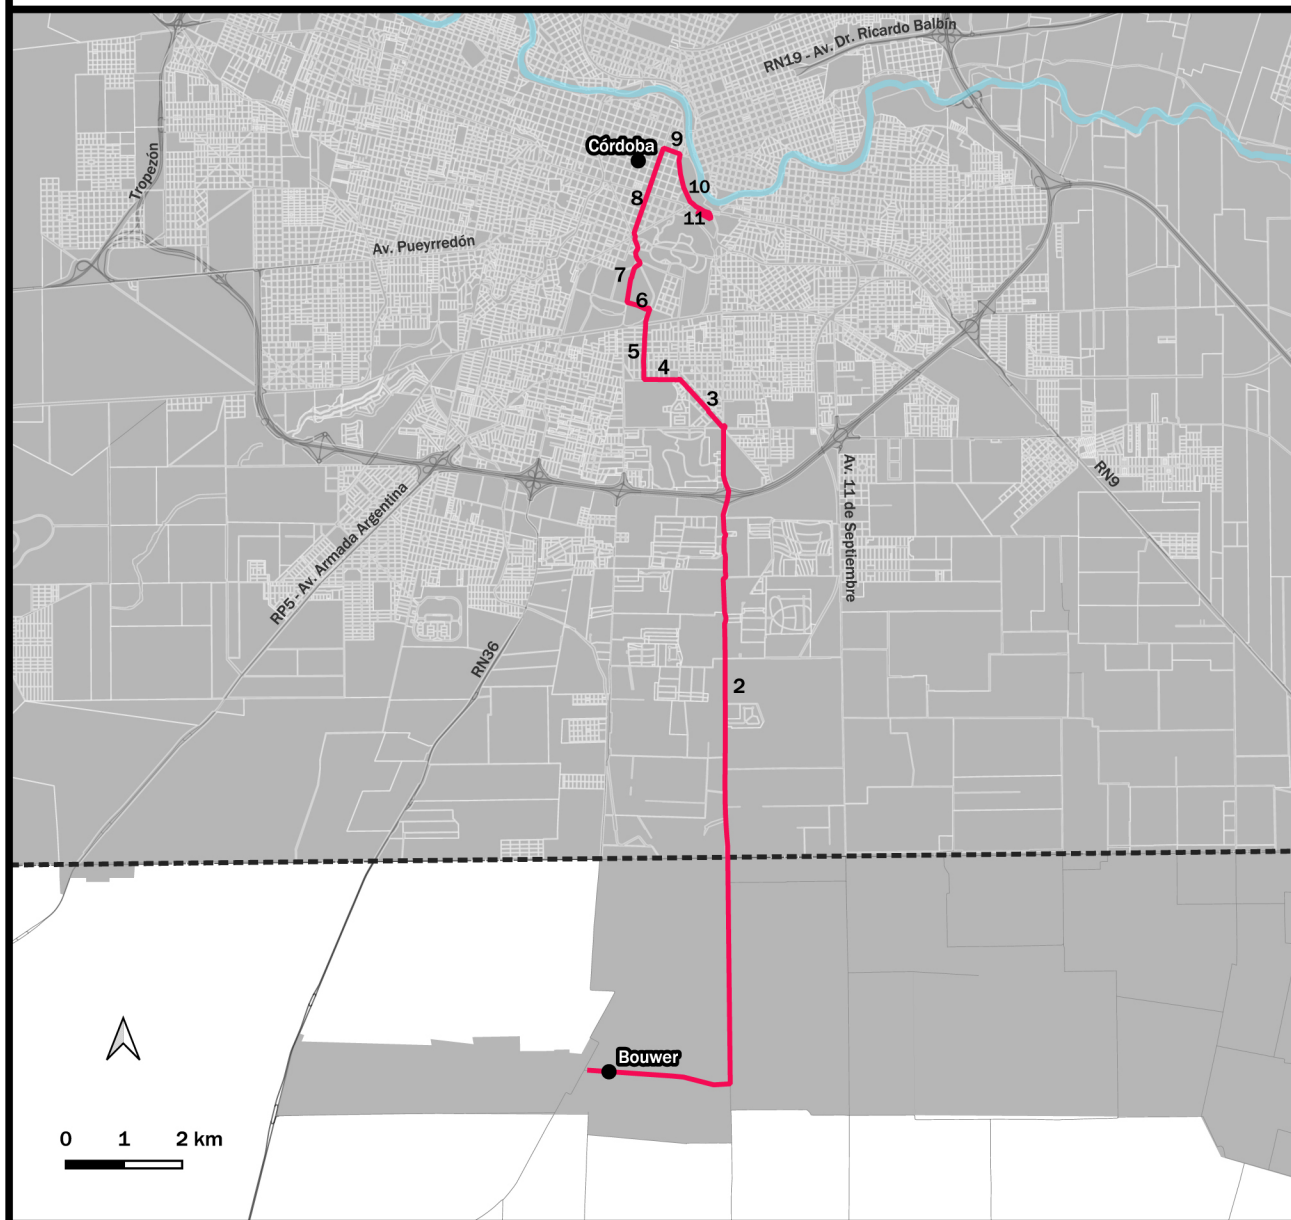 RN19 - Av. Dr. Ricardo Balbín
Córdoba
9
Tropezón
10
8
11
Av. Pueyrredón
7
6
5
4
3
Av. 11 de Septiembre
RN9
RP5 - Av. Armada Argentina
RN36
2
Bouwer
0 1 2 km